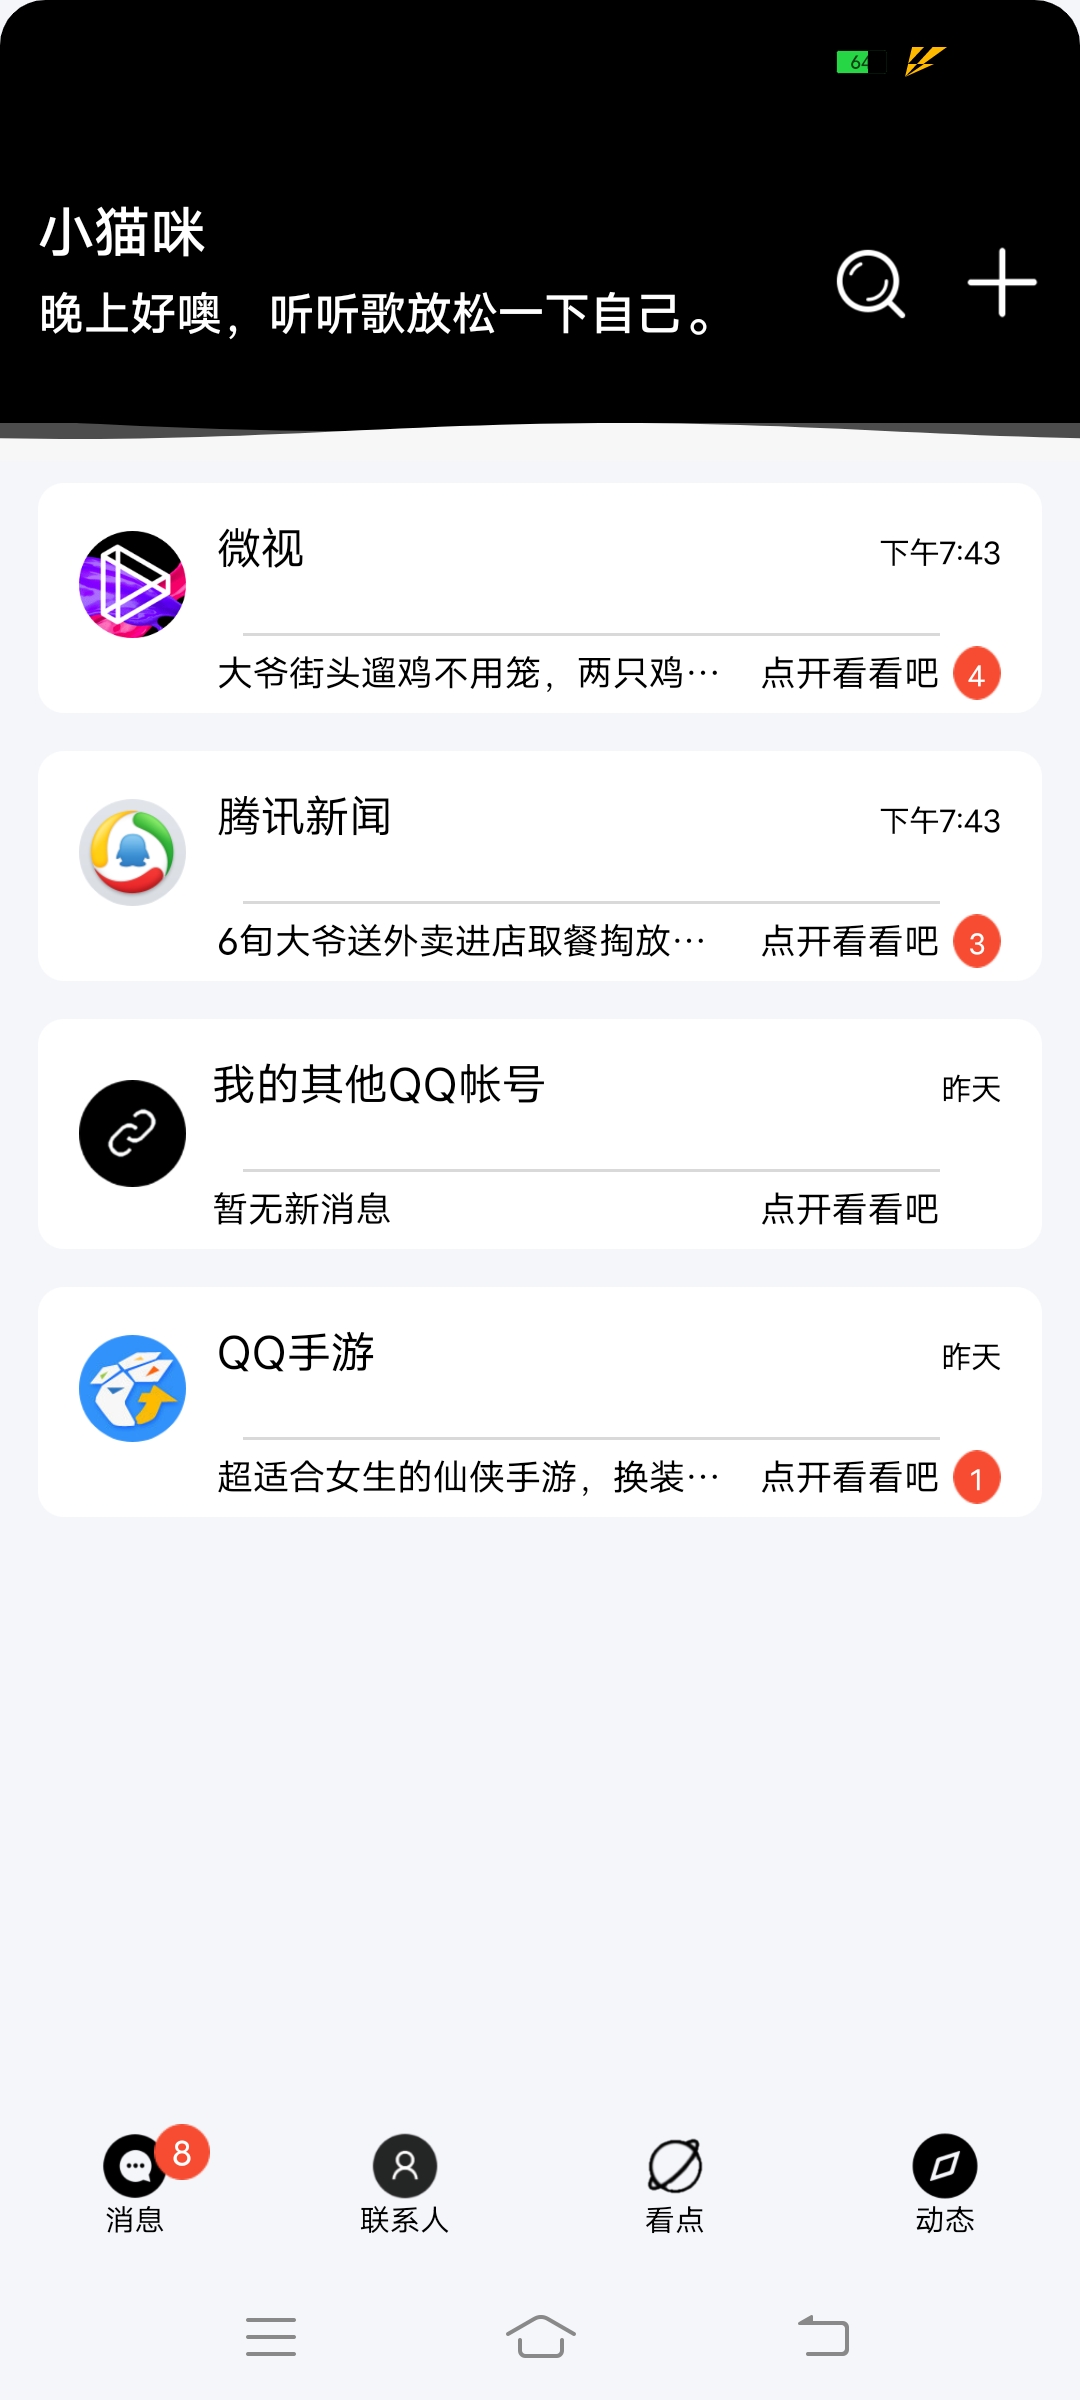 64
小猫咪
晚上好噢，听听歌放松一下自己。
微视
下午7:43
大爷街头遛鸡不用笼，两只鸡…
点开看看吧
4
腾讯新闻
下午7:43
6旬大爷送外卖进店取餐掏放…
点开看看吧
3
我的其他QQ帐号
昨天
暂无新消息
点开看看吧
QQ手游
昨天
超适合女生的仙侠手游，换装…
点开看看吧
1
8
消息
联系人
看点
动态